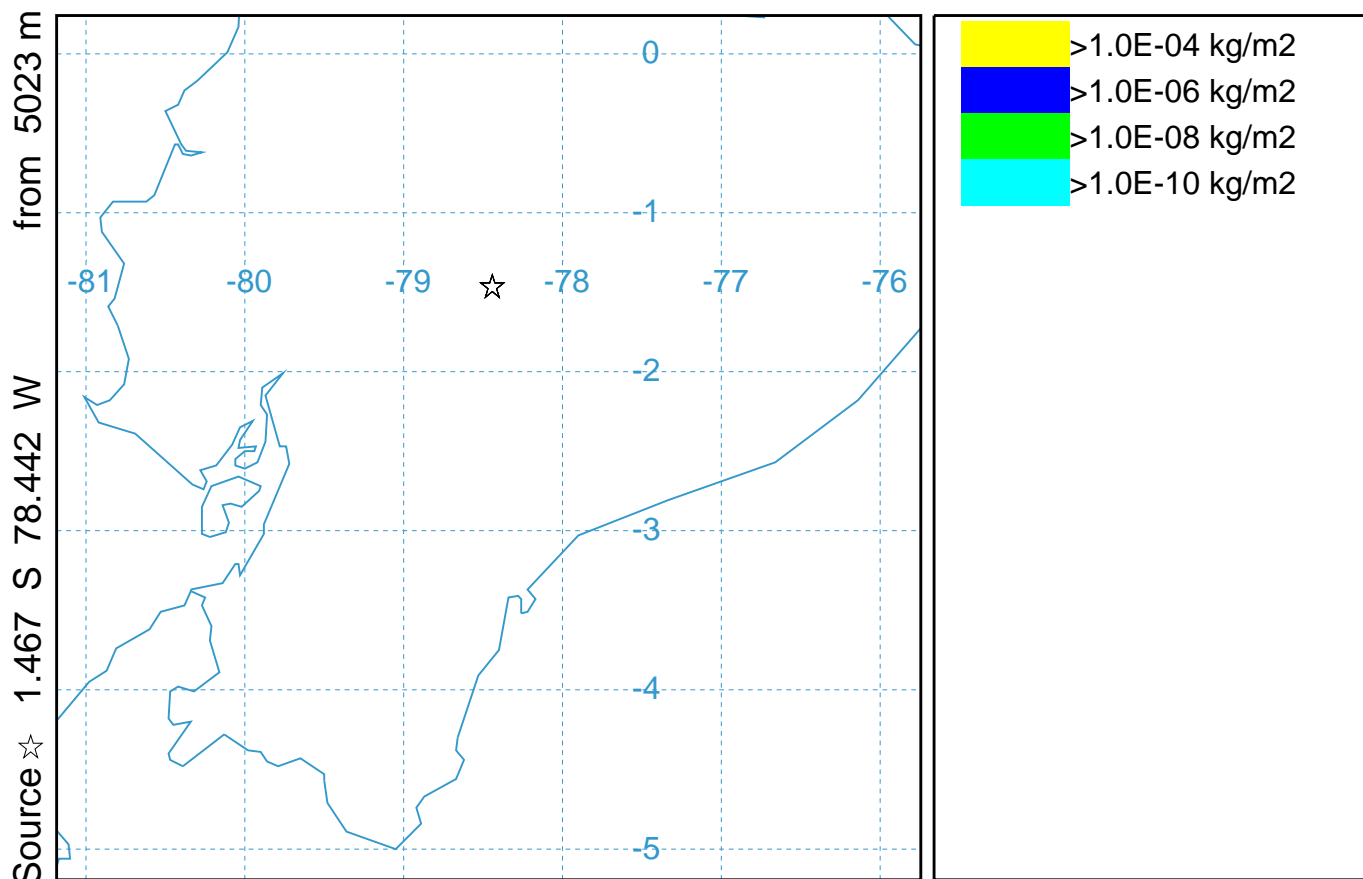 Source ☆ 1.467 S 78.442 W from 5023 m
0
-1
-81 -80 -79 -78 -77 -76
-2
-3
-4
-5
>1.0E-04 kg/m2
>1.0E-06 kg/m2
>1.0E-08 kg/m2
>1.0E-10 kg/m2